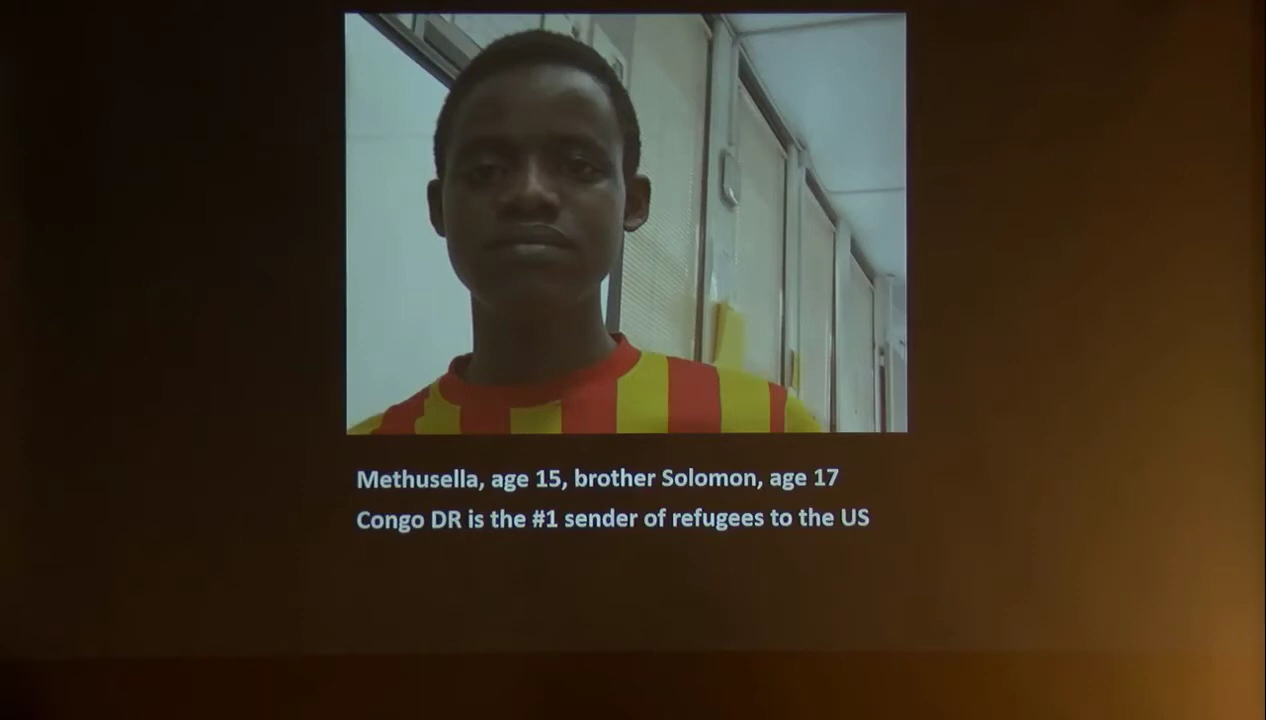 Methusella, age 15, brother Solomon, age 17
Congo DR is the #1 sender of refugees to the US